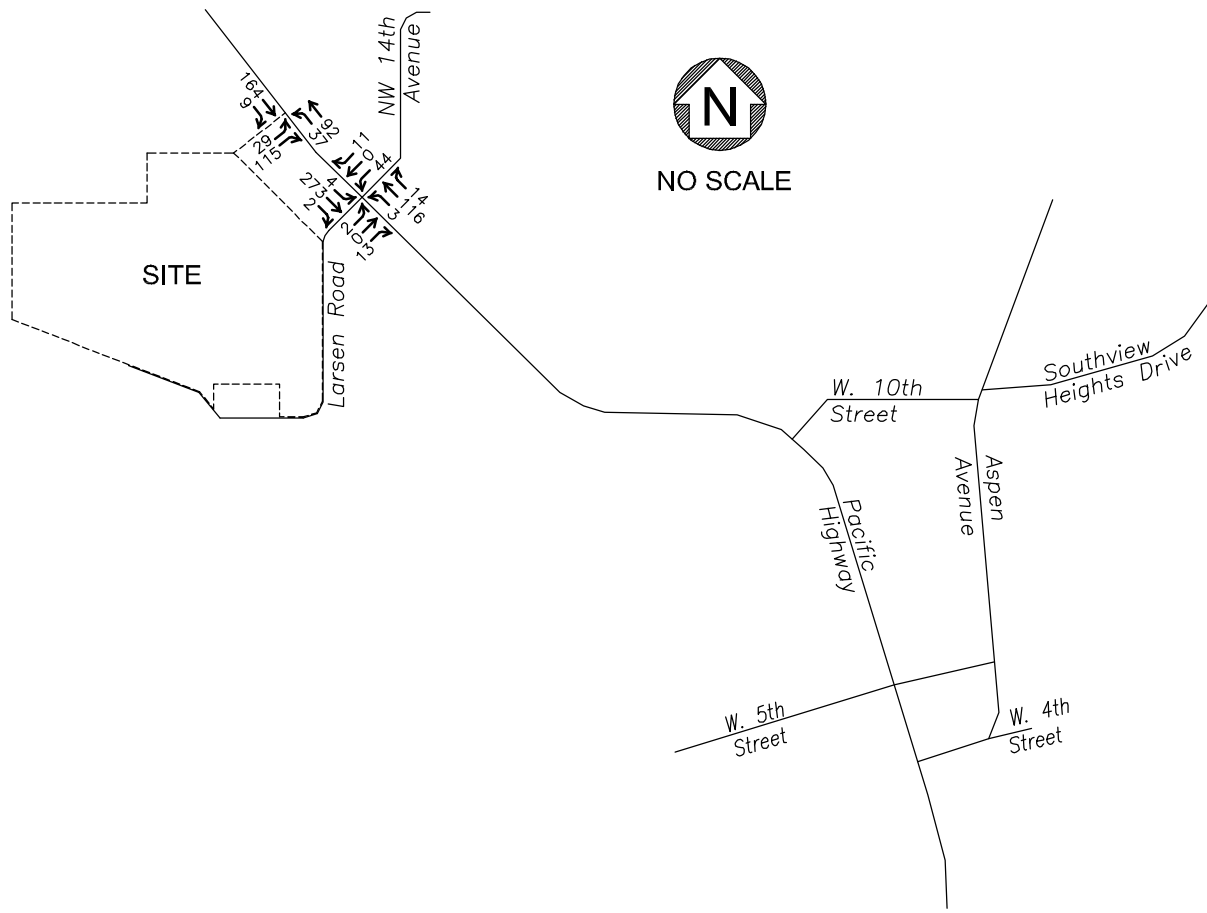 NW 14th
Avenue
N
NO SCALE
164
9
92
37
29
115
11
0
44
4
273
2
14
116
3
2
0
13
SITE
Larsen Road
W. 10th
Street
Southview
Heights Drive
Aspen
Avenue
Pacific
Highway
W. 5th
Street
W. 4th
Street